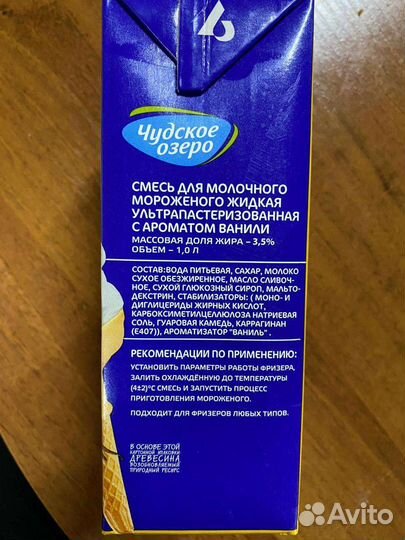 Чудское
озеро
СМЕСЬ ДЛЯ МОЛОЧНОГО
МОРОЖЕНОГО ЖИДКАЯ
УЛЬТРАПАСТЕРИЗОВАННАЯ
С АРОМАТОМ ВАНИЛИ
МАССОВАЯ ДОЛЯ ЖИРА – 3,5%
ОБЪЕМ – 1,0 Л
СОСТАВ:ВОДА ПИТЬЕВАЯ, САХАР, МОЛОКО
СУХОЕ ОБЕЗЖИРЕННОЕ, МАСЛО СЛИВОЧ-
НОЕ, СУХОЙ ГЛЮКОЗНЫЙ СИРОП, МАЛЬТО-
ДЕКСТРИН, СТАБИЛИЗАТОРЫ: ( МОНО- И
ДИГЛИЦЕРИДЫ ЖИРНЫХ КИСЛОТ,
КАРБОКСИМЕТИЛЦЕЛЛЮЛОЗА НАТРИЕВАЯ
СОЛЬ, ГУАРОВАЯ КАМЕДЬ, КАРРАГИНАН
(Е407)), АРОМАТИЗАТОР "ВАНИЛЬ" .
РЕКОМЕНДАЦИИ ПО ПРИМЕНЕНИЮ:
УСТАНОВИТЬ ПАРАМЕТРЫ РАБОТЫ ФРИЗЕРА,
ЗАЛИТЬ ОХЛАЖДЁННУЮ ДО ТЕМПЕРАТУРЫ
(4±2)°С СМЕСЬ И ЗАПУСТИТЬ ПРОЦЕСС
ПРИГОТОВЛЕНИЯ МОРОЖЕНОГО.
ПОДХОДИТ ДЛЯ ФРИЗЕРОВ ЛЮБЫХ ТИПОВ.
В ОСНОВЕ ЭТОЙ
КАРТОННОЙ УПАКОВКИ
ДРЕВЕСИНА
ВОЗОБНОВЛЯЕМЫЙ
ПРИРОДНЫЙ РЕСУРС
Avito